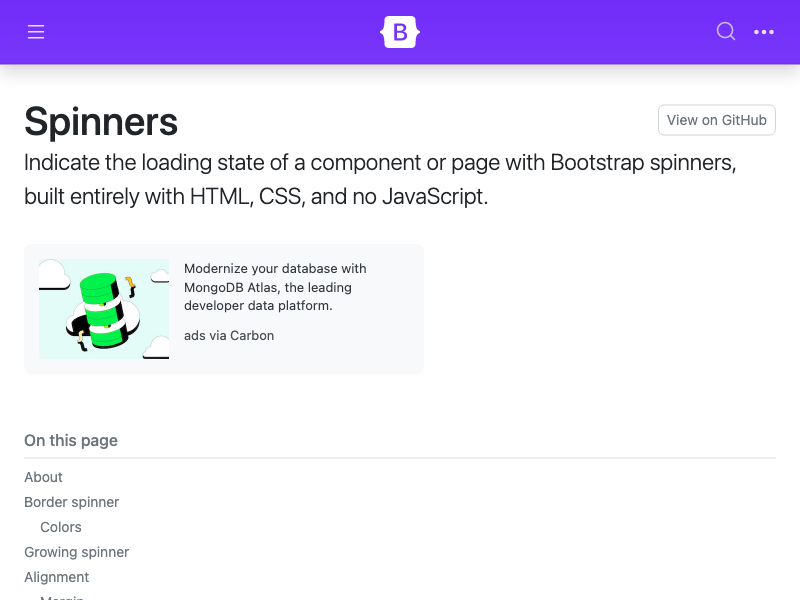 B
Spinners
View on GitHub
Indicate the loading state of a component or page with Bootstrap spinners,
built entirely with HTML, CSS, and no JavaScript.
Modernize your database with
MongoDB Atlas, the leading
developer data platform.
ads via Carbon
On this page
About
Border spinner
Colors
Growing spinner
Alignment
Margin